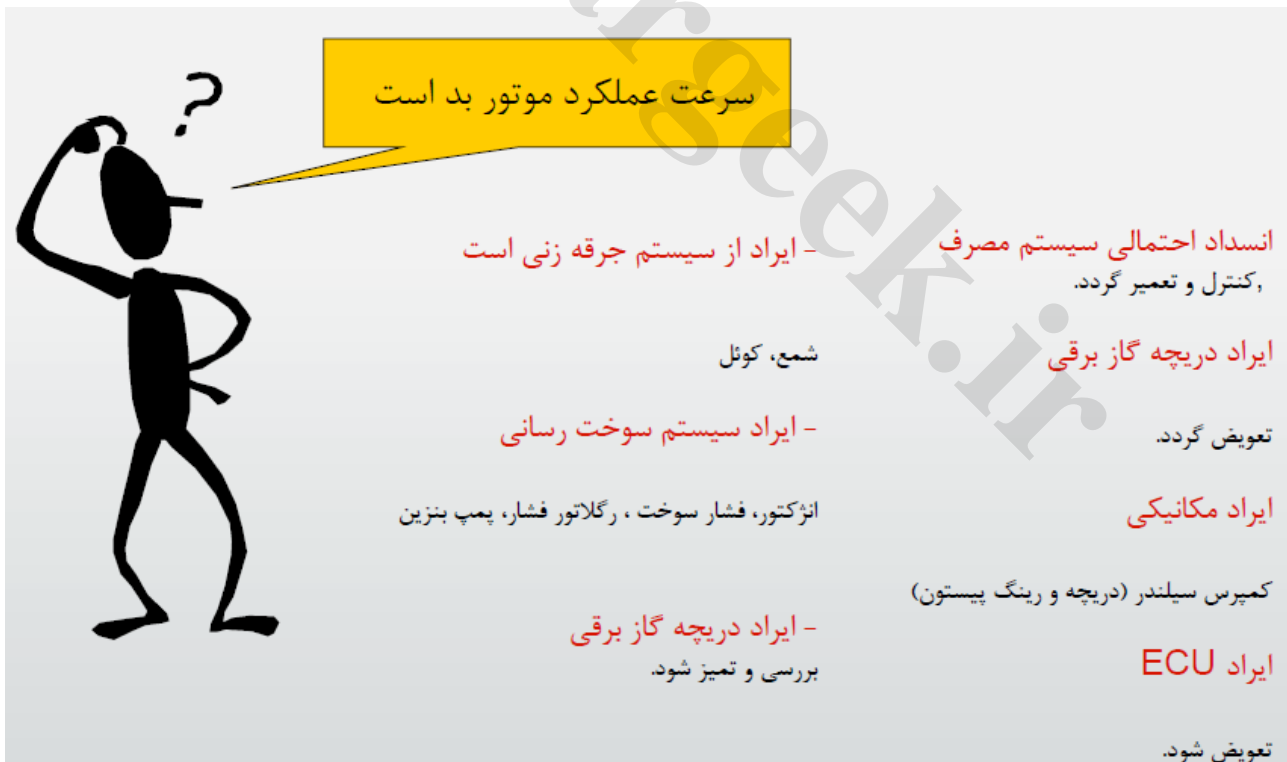 ?
سرعت عملکرد موتور بد است
انسداد احتمالی سیستم مصرف
,کنترل و تعمیر گردد.
ایراد دریچه گاز برقی
تعویض گردد.
ایراد مکانیکی
کمپرس سیلندر (دریچه و رینگ پیستون)
ایراد ECU
تعویض شود.
- ایراد از سیستم جرقه زنی است
شمع، کوئل
- ایراد سیستم سوخت رسانی
انژکتور، فشار سوخت ، رگلاتور فشار، پمپ بنزین
- ایراد دریچه گاز برقی
بررسی و تمیز شود.
rgeek.ir